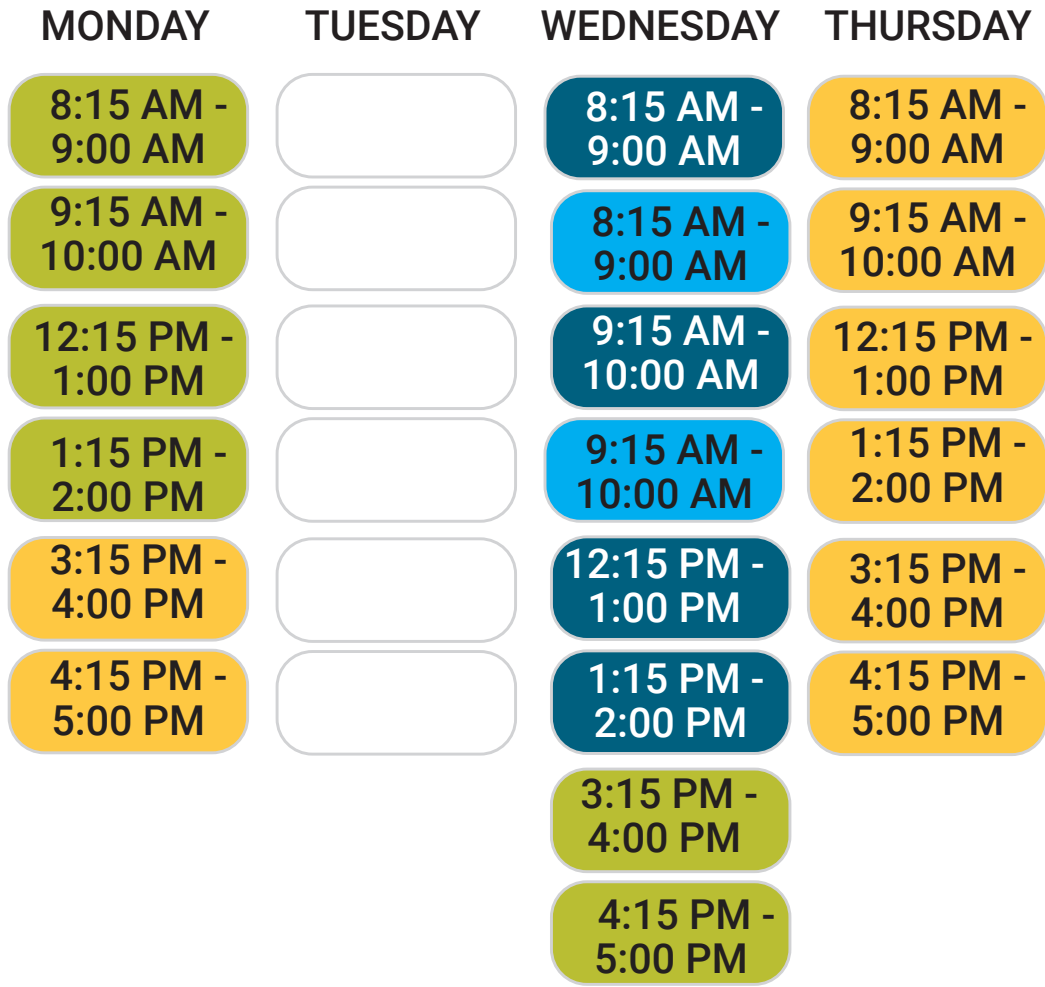 MONDAY
TUESDAY
WEDNESDAY
THURSDAY
8:15 AM -
9:00 AM
9:15 AM -
10:00 AM
12:15 PM -
1:00 PM
1:15 PM -
2:00 PM
3:15 PM -
4:00 PM
4:15 PM -
5:00 PM
8:15 AM -
9:00 AM
8:15 AM -
9:00 AM
9:15 AM -
10:00 AM
9:15 AM -
10:00 AM
12:15 PM -
1:00 PM
1:15 PM -
2:00 PM
3:15 PM -
4:00 PM
4:15 PM -
5:00 PM
8:15 AM -
9:00 AM
9:15 AM -
10:00 AM
12:15 PM -
1:00 PM
1:15 PM -
2:00 PM
3:15 PM -
4:00 PM
4:15 PM -
5:00 PM